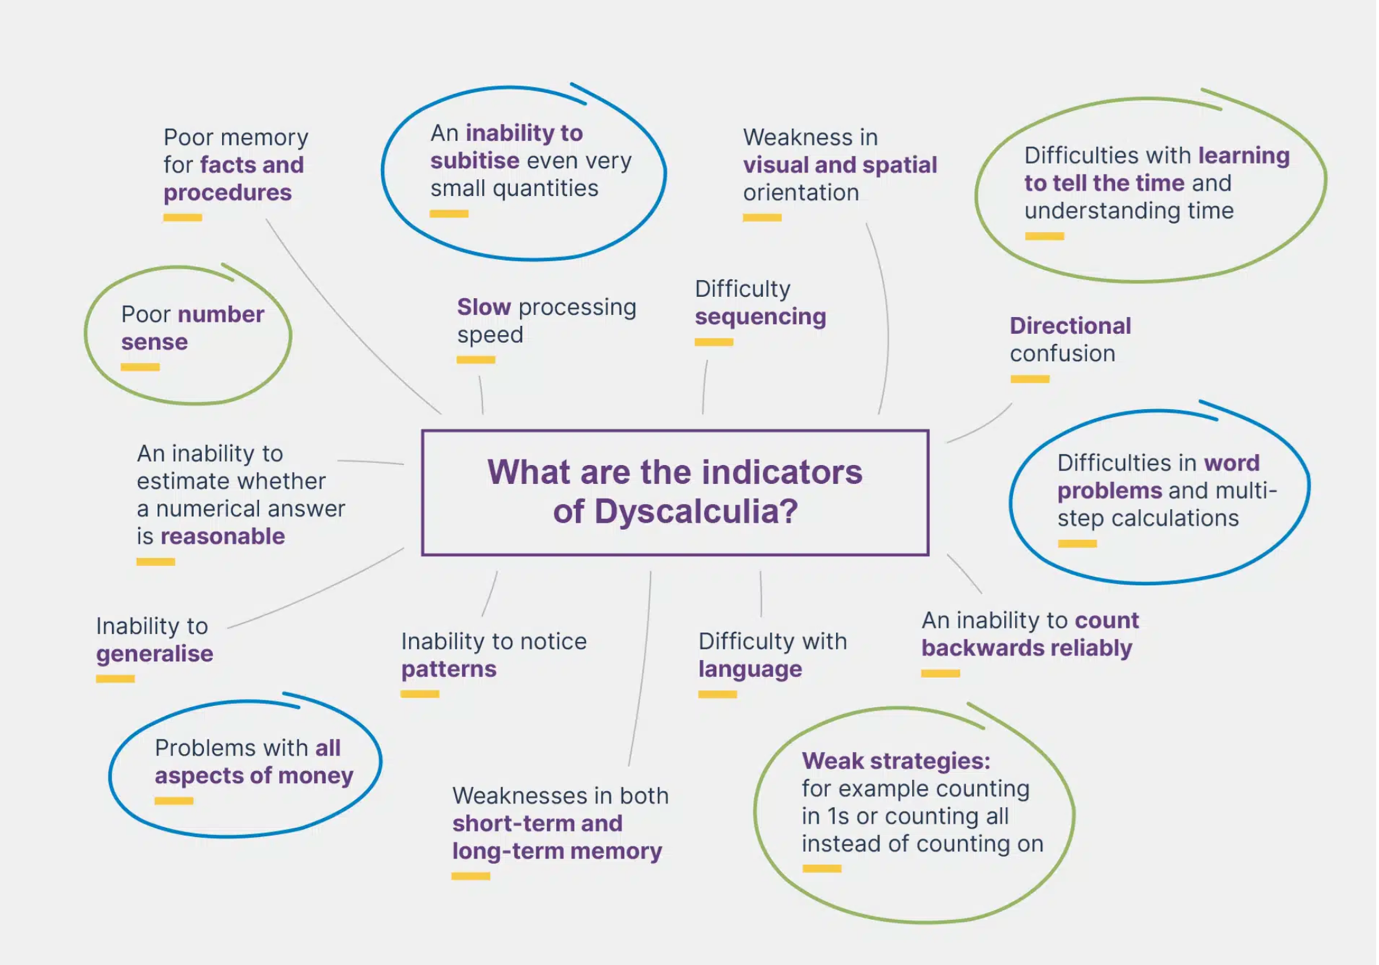 Poor memory
for facts and
procedures
An inability to
subitise even very
small quantities
Weakness in
visual and spatial
orientation
Difficulties with learning
to tell the time and
understanding time
Poor number
sense
Slow processing
speed
Difficulty
sequencing
Directional
confusion
An inability to
estimate whether
a numerical answer
is reasonable
What are the indicators
of Dyscalculia?
Difficulties in word
problems and multi-
step calculations
Inability to
generalise
Inability to notice
patterns
Difficulty with
language
An inability to count
backwards reliably
Problems with all
aspects of money
Weaknesses in both
short-term and
long-term memory
Weak strategies:
for example counting
in 1s or counting all
instead of counting on